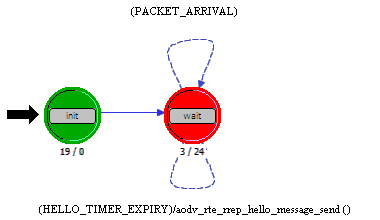 (PACKET_ARRIVAL)
init
wait
19 / 0
3 / 24
(HELLO_TIMER_EXPIRY)/aodv_rte_rrep_hello_message_send ()